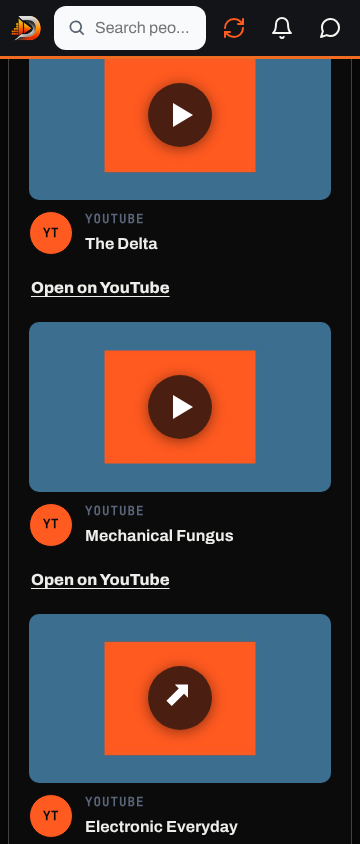 Search peo...
YOUTUBE
YT
The Delta
Open on YouTube
YOUTUBE
YT
Mechanical Fungus
Open on YouTube
YOUTUBE
YT
Electronic Everyday